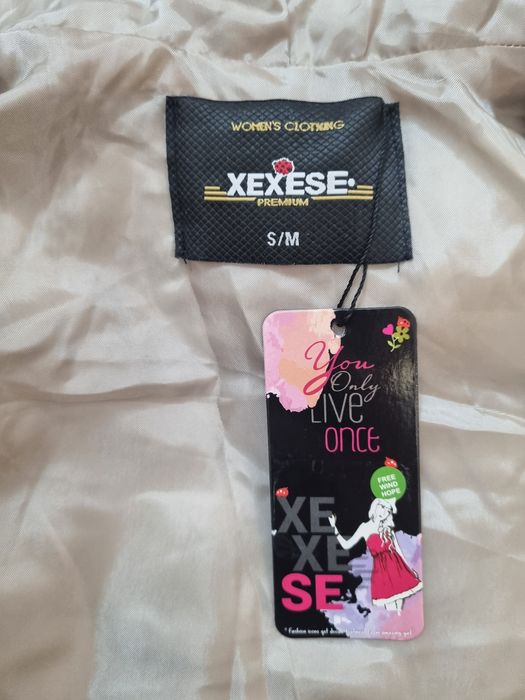 WOMEN'S CLOTHING
XEXESE
PREMIUM
S/M
You
Only
LIVE
ONCE
FREE
WIND
HOPE
XE
XE
SE